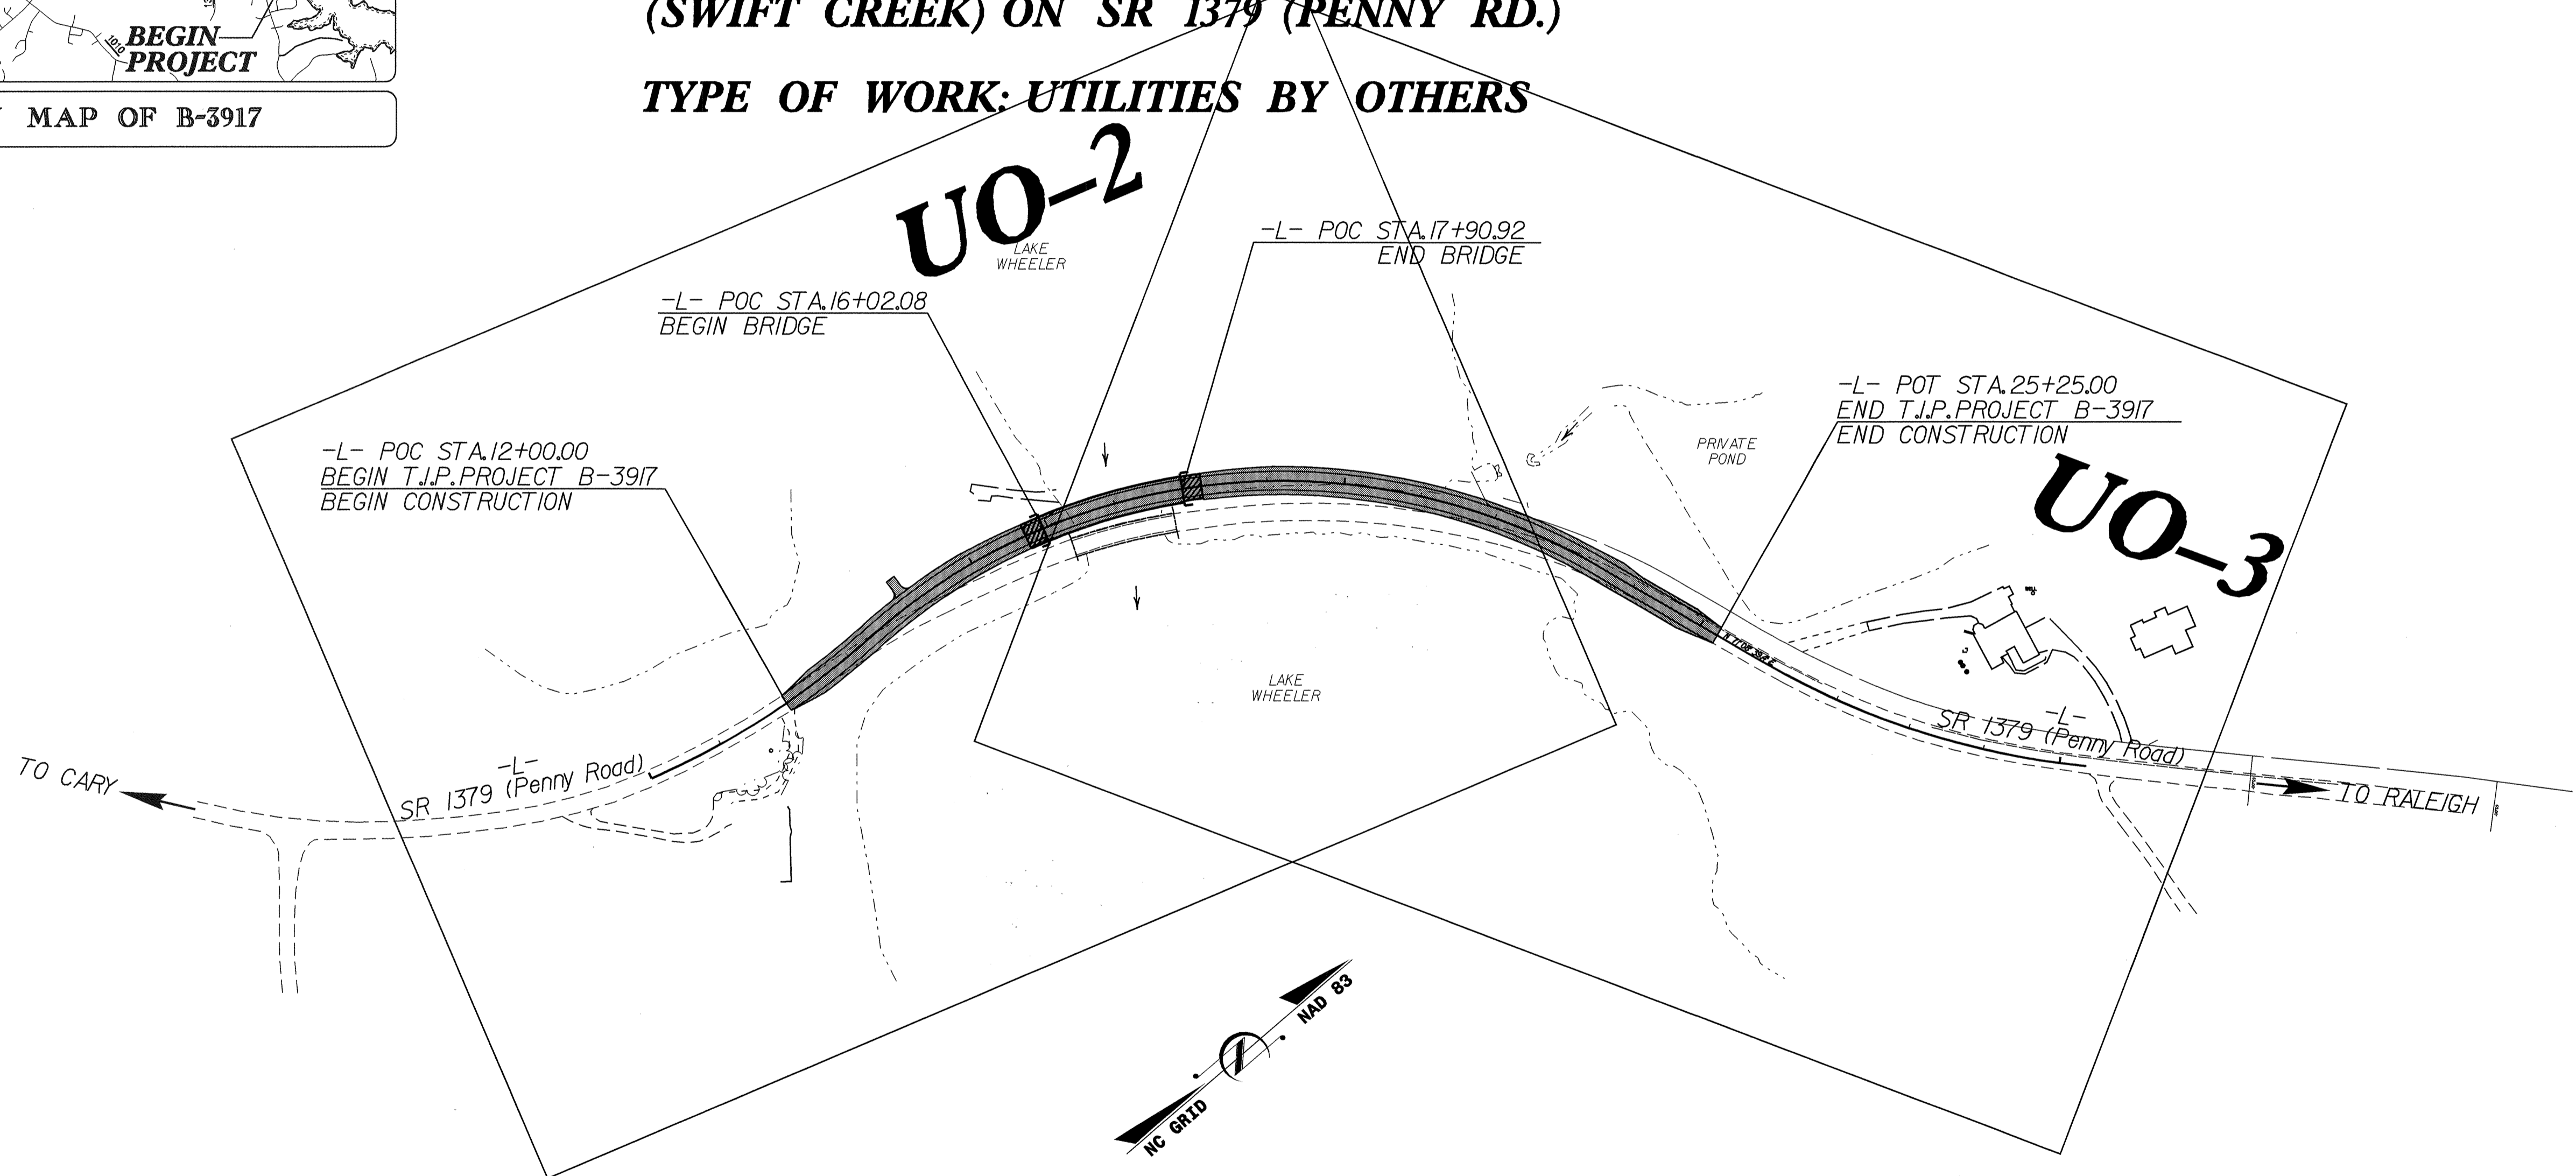 (SWIFT CREEK) ON SR 1379 (PENNY RD.)
BEGIN
PROJECT
1010
MAP OF B-3917
TYPE OF WORK: UTILITIES BY OTHERS
UO-2
LAKE
WHEELER
-L- POC STA.17+90.92
END BRIDGE
-L- POC STA.16+02.08
BEGIN BRIDGE
-L- POT STA.25+25.00
END T.I.P.PROJECT B-3917
END CONSTRUCTION
-L- POC STA.12+00.00
BEGIN T.I.P.PROJECT B-3917
BEGIN CONSTRUCTION
PRIVATE
POND
UO-3
LAKE
WHEELER
-L-
SR 1379 (Penny Road)
TO CARY
-L-
SR 1379 (Penny Road)
TO RALEIGH
NAD 83
NC GRID